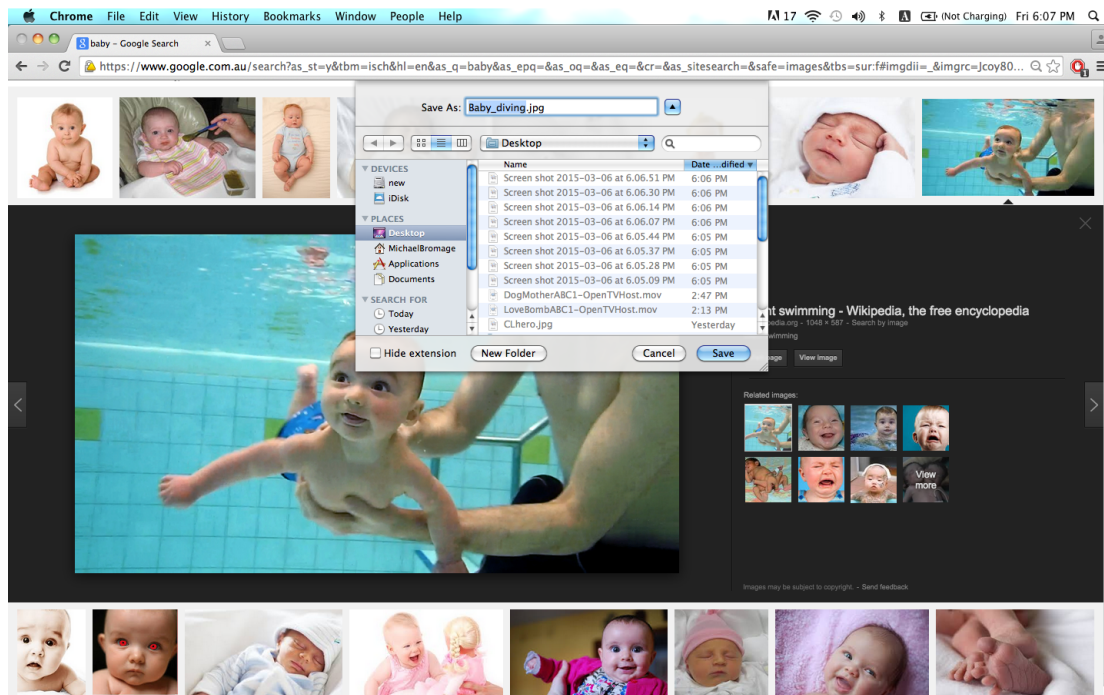 Chrome File Edit View History Bookmarks Window People Help
17 (Not Charging) Fri 6:07 PM
baby – Google Search
https://www.google.com.au/search?as_st=y&tbm=isch&hl=en&as_q=baby&as_epq=&as_oq=&as_eq=&cr=&as_sitesearch=&safe=images&tbs=sur:f#imgdii=_&imgrc=Jcoy80...
Save As: Baby_diving.jpg
Desktop
Name Date ...dified
DEVICES
new
iDisk
PLACES
Desktop
MichaelBromage
Applications
Documents
SEARCH FOR
Today
Yesterday
Screen shot 2015-03-06 at 6.06.51 PM 6:06 PM
Screen shot 2015-03-06 at 6.06.30 PM 6:06 PM
Screen shot 2015-03-06 at 6.06.14 PM 6:06 PM
Screen shot 2015-03-06 at 6.06.07 PM 6:06 PM
Screen shot 2015-03-06 at 6.05.44 PM 6:05 PM
Screen shot 2015-03-06 at 6.05.37 PM 6:05 PM
Screen shot 2015-03-06 at 6.05.28 PM 6:05 PM
Screen shot 2015-03-06 at 6.05.09 PM 6:05 PM
DogMotherABC1-OpenTVHost.mov 2:47 PM
LoveBombABC1-OpenTVHost.mov 2:13 PM
CLhero.jpg Yesterday
Hide extension New Folder Cancel Save
nt swimming - Wikipedia, the free encyclopedia
pedia.org - 1048 × 587 - Search by image
wimming
age View image
Related images:
View
more
Images may be subject to copyright. - Send feedback